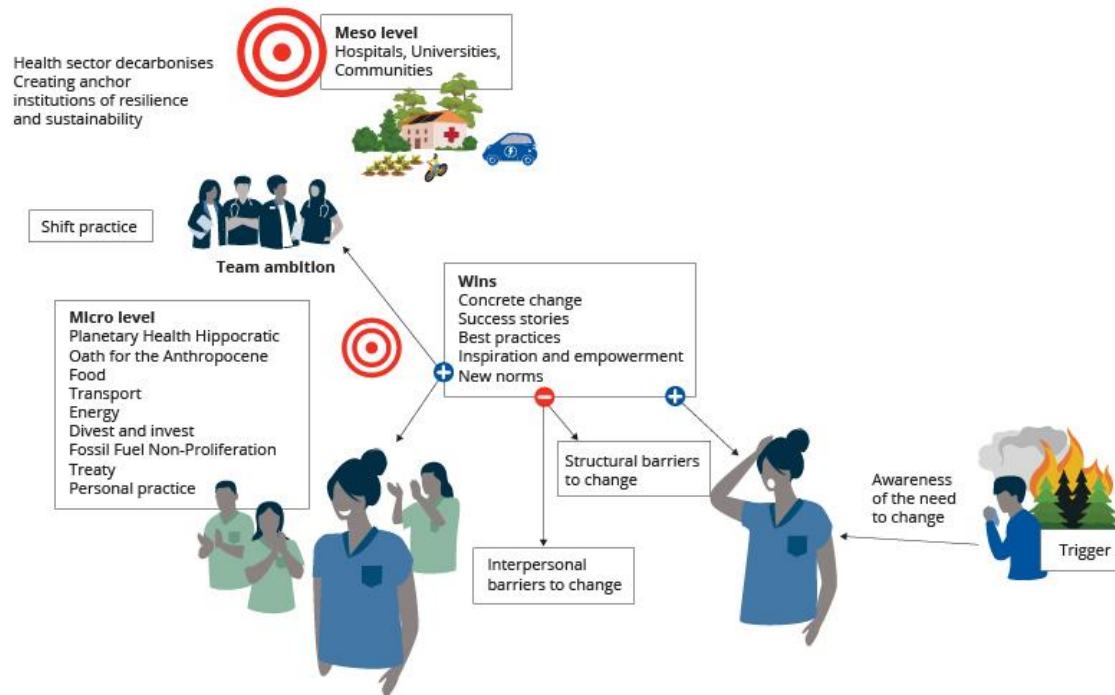 Meso level
Hospitals, Universities,
Communities
Health sector decarbonises
Creating anchor
institutions of resilience
and sustainability
Shift practice
Team ambition
Wins
Concrete change
Success stories
Best practices
Inspiration and empowerment
New norms
Micro level
Planetary Health Hippocratic
Oath for the Anthropocene
Food
Transport
Energy
Divest and invest
Fossil Fuel Non-Proliferation
Treaty
Personal practice
Structural barriers
to change
Interpersonal
barriers to change
Awareness
of the need
to change
Trigger